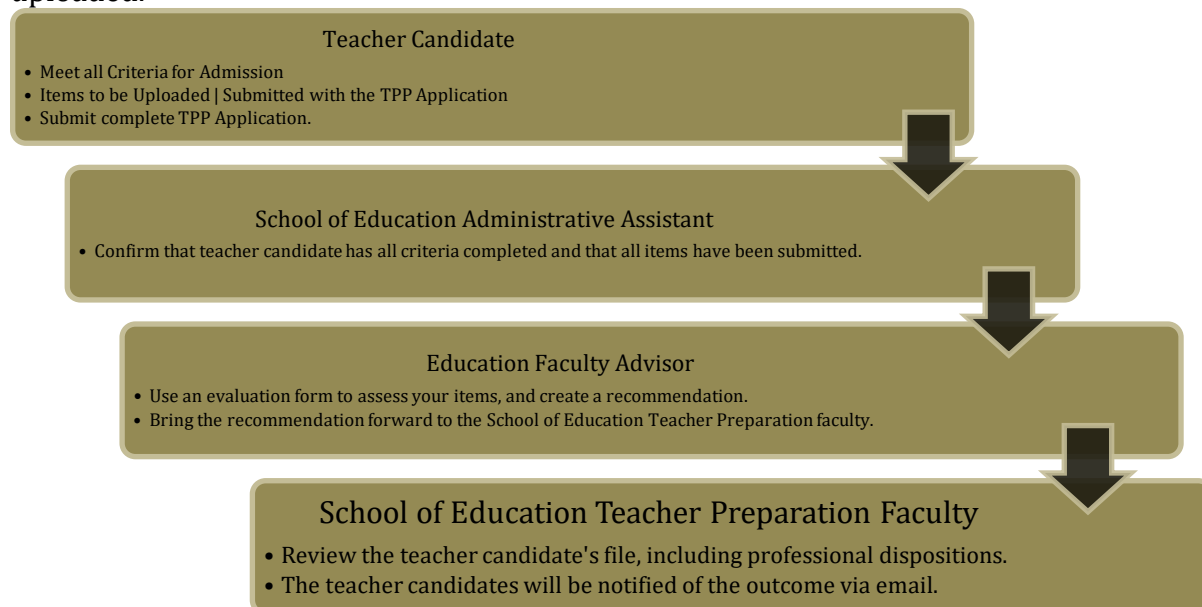 uploaded.
Teacher Candidate
• Meet all Criteria for Admission
• Items to be Uploaded | Submitted with the TPP Application
• Submit complete TPP Application.
School of Education Administrative Assistant
• Confirm that teacher candidate has all criteria completed and that all items have been submitted.
Education Faculty Advisor
• Use an evaluation form to assess your items, and create a recommendation.
• Bring the recommendation forward to the School of Education Teacher Preparation faculty.
School of Education Teacher Preparation Faculty
• Review the teacher candidate's file, including professional dispositions.
• The teacher candidates will be notified of the outcome via email.